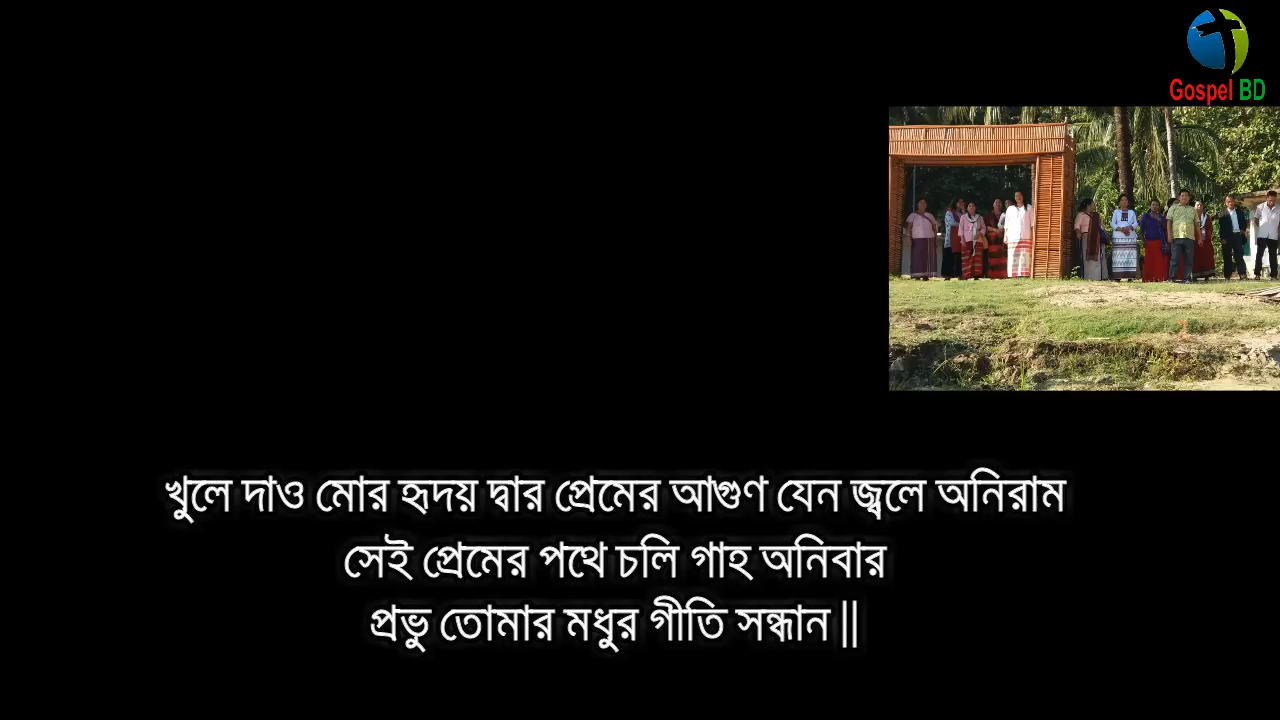 Gospel BD
খুলে দাও মোর হৃদয় দ্বার প্রেমের আগুণ যেন জ্বলে অনিরাম
সেই প্রেমের পথে চলি গাহ অনিবার
প্রভু তোমার মধুর গীতি সন্ধান ||